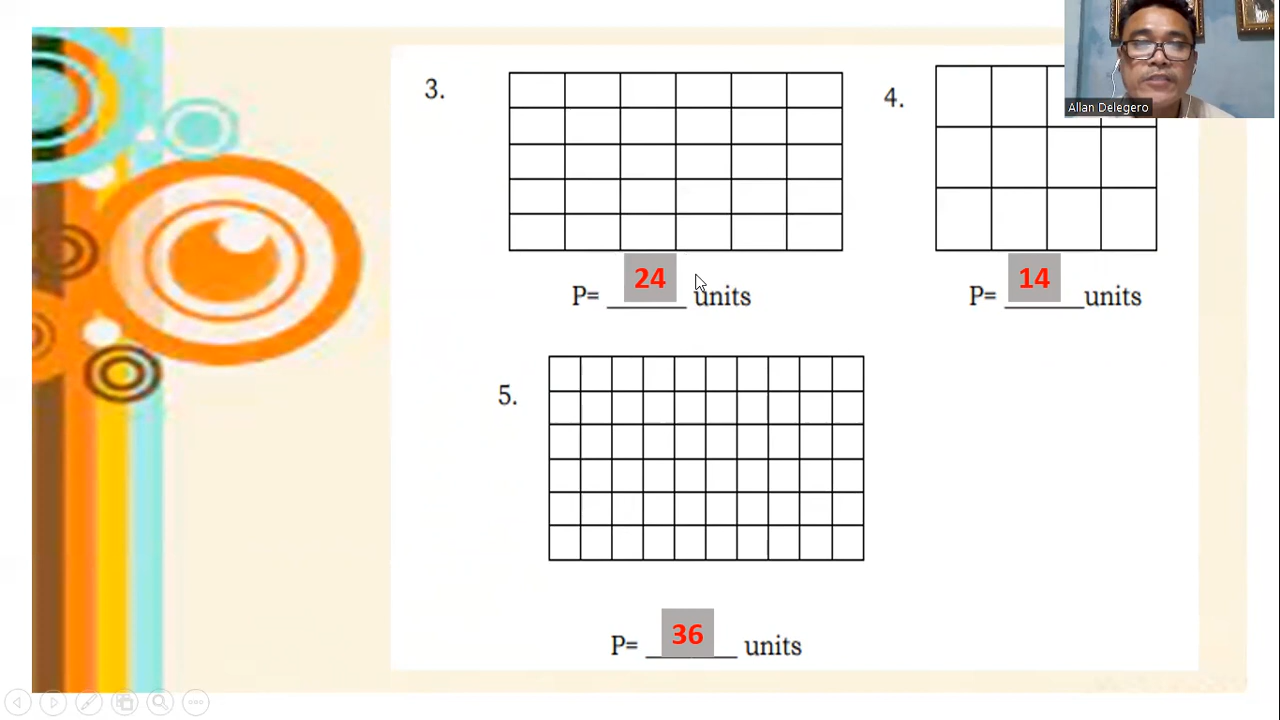 Allan Delegero
3.
4.
P= 24 units
P= 14 units
5.
P= 36 units